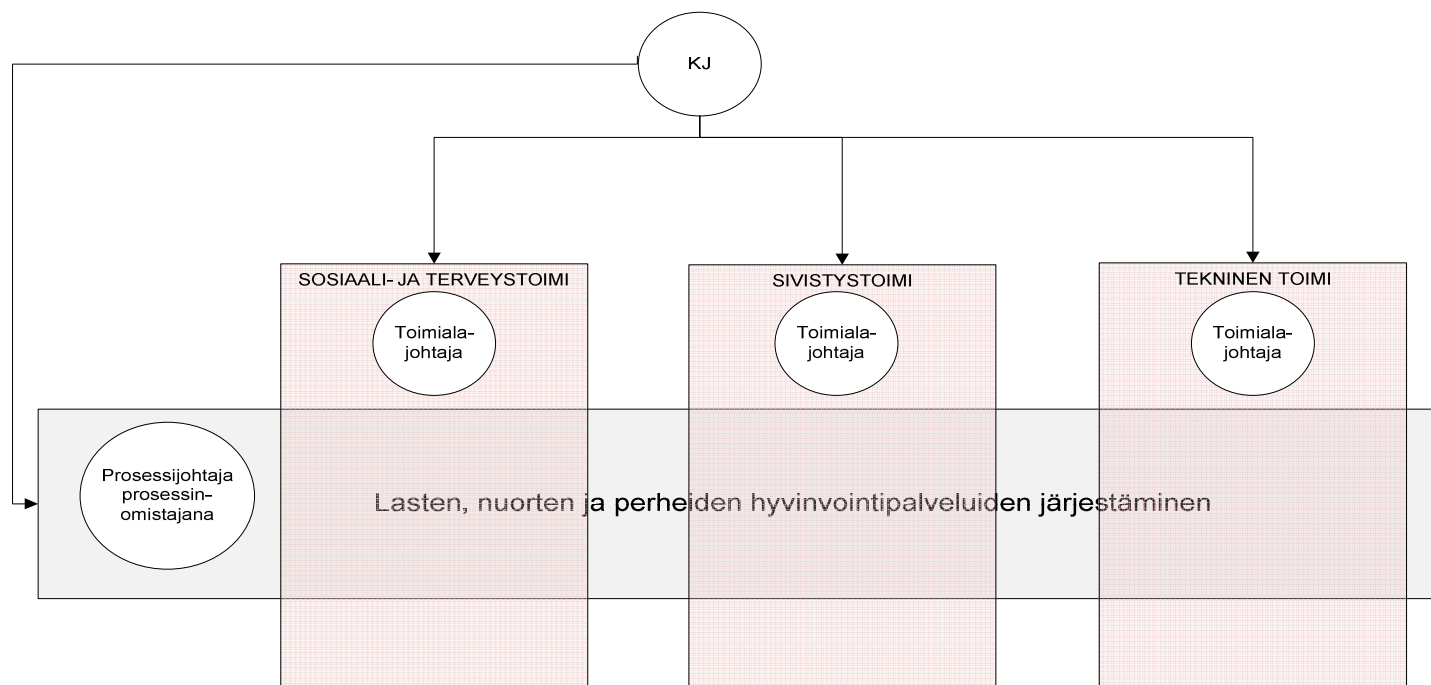 KJ
SOSIAALI- JA TERVEYSTOIMI
Toimiala-
johtaja
SIVISTYSTOIMI
Toimiala-
johtaja
TEKNINEN TOIMI
Toimiala-
johtaja
Prosessijohtaja
prosessin-
omistajana
Lasten, nuorten ja perheiden hyvinvointipalveluiden järjestäminen